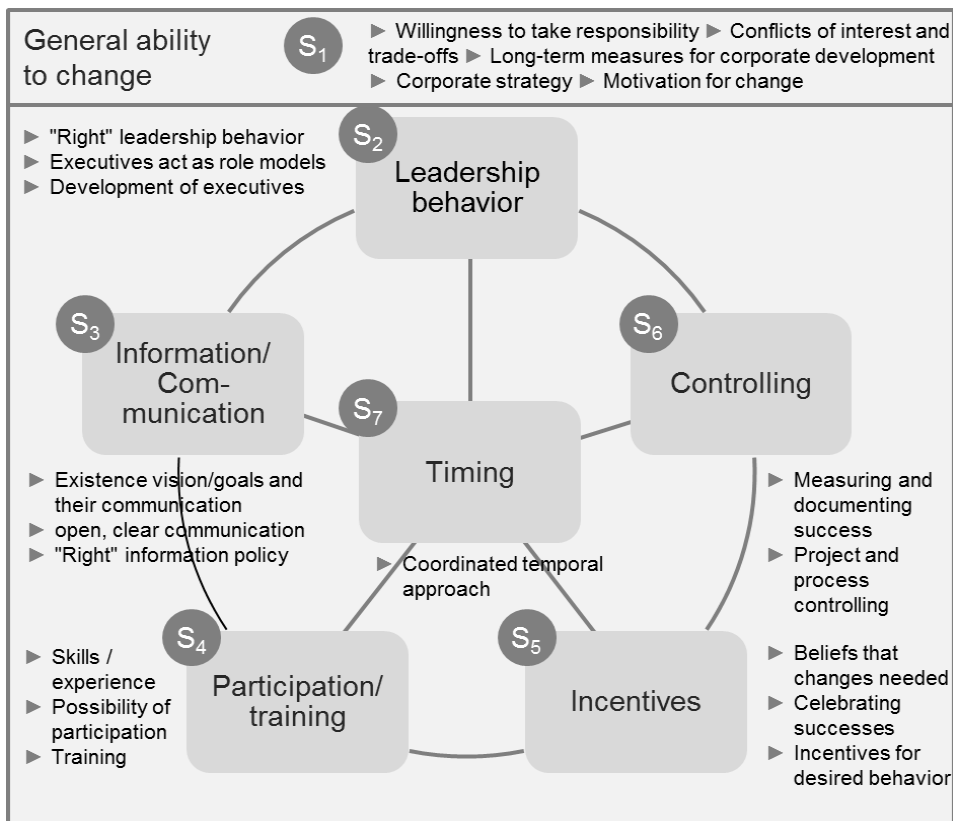 General ability
to change
S1
► Willingness to take responsibility ► Conflicts of interest and
trade-offs ► Long-term measures for corporate development
► Corporate strategy ► Motivation for change
► "Right" leadership behavior
► Executives act as role models
► Development of executives
S2
Leadership
behavior
S3
Information/
Com-
munication
S6
Controlling
S7
Timing
► Existence vision/goals and
their communication
► open, clear communication
► "Right" information policy
► Coordinated temporal
approach
► Measuring and
documenting
success
► Project and
process
controlling
S4
Participation/
training
► Skills /
experience
► Possibility of
participation
► Training
S5
Incentives
► Beliefs that
changes needed
► Celebrating
successes
► Incentives for
desired behavior